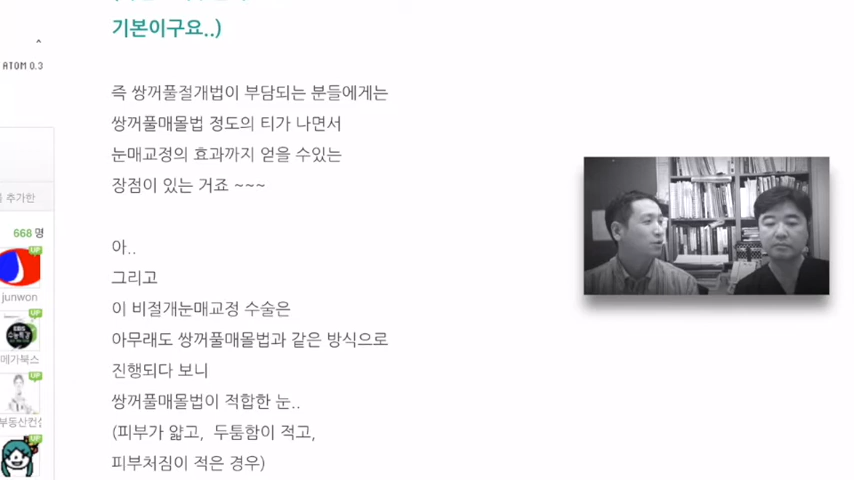 기본이구요..)
ATOM 0.3
즉 쌍꺼풀절개법이 부담되는 분들에게는
쌍꺼풀매몰법 정도의 티가 나면서
눈매교정의 효과까지 얻을 수있는
장점이 있는 거죠 ~~~
추가한
668 명
UP
junwon
UP
메가북스
UP
부동산컨설
UP
아..
그리고
이 비절개눈매교정 수술은
아무래도 쌍꺼풀매몰법과 같은 방식으로
진행되다 보니
쌍꺼풀매몰법이 적합한 눈..
(피부가 얇고, 두툼함이 적고,
피부처짐이 적은 경우)